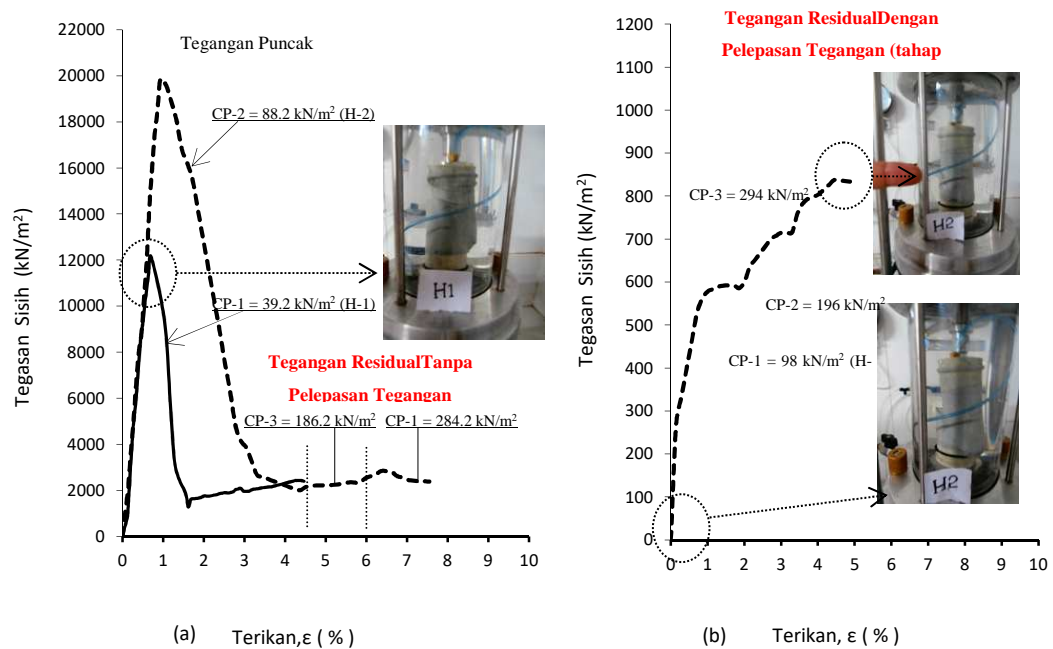 Tegangan Puncak
CP-2 = 88.2 kN/m² (H-2)
CP-1 = 39.2 kN/m² (H-1)
H1
Tegangan ResidualTanpa
Pelepasan Tegangan
CP-3 = 186.2 kN/m²
CP-1 = 284.2 kN/m²
22000
20000
18000
16000
14000
12000
10000
8000
6000
4000
2000
0
0 1 2 3 4 5 6 7 8 9 10
Tegasan Sisih (kN/m²)
(a)
Terikan,ε ( % )
Tegangan ResidualDengan
Pelepasan Tegangan (tahap
CP-3 = 294 kN/m²
H2
CP-2 = 196 kN/m²
CP-1 = 98 kN/m² (H-
H2
1200
1100
1000
900
800
700
600
500
400
300
200
100
0
0 1 2 3 4 5 6 7 8 9 10
Tegasan Sisih (kN/m²)
(b)
Terikan, ε ( % )